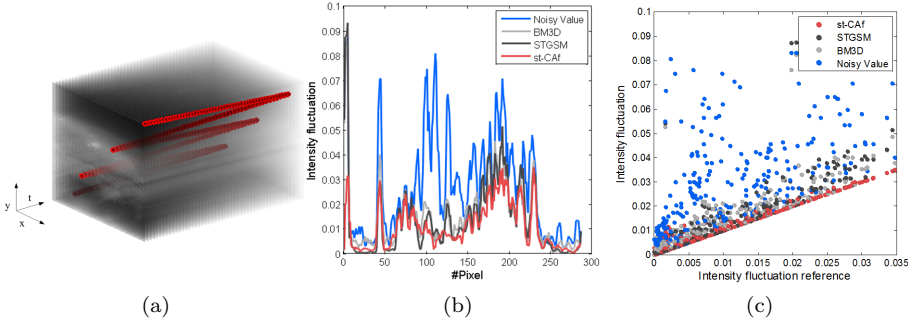 y
t
x
(a)
0.1
0.09
0.08
0.07
0.06
0.05
0.04
0.03
0.02
0.01
0
Intensity fluctuation
Noisy Value
BM3D
STGSM
st-CAf
0 50 100 150 200 250 300
#Pixel
(b)
0.1
0.09
0.08
0.07
0.06
0.05
0.04
0.03
0.02
0.01
0
Intensity fluctuation
st-CAf
STGSM
BM3D
Noisy Value
0 0.005 0.01 0.015 0.02 0.025 0.03 0.035
Intensity fluctuation reference
(c)